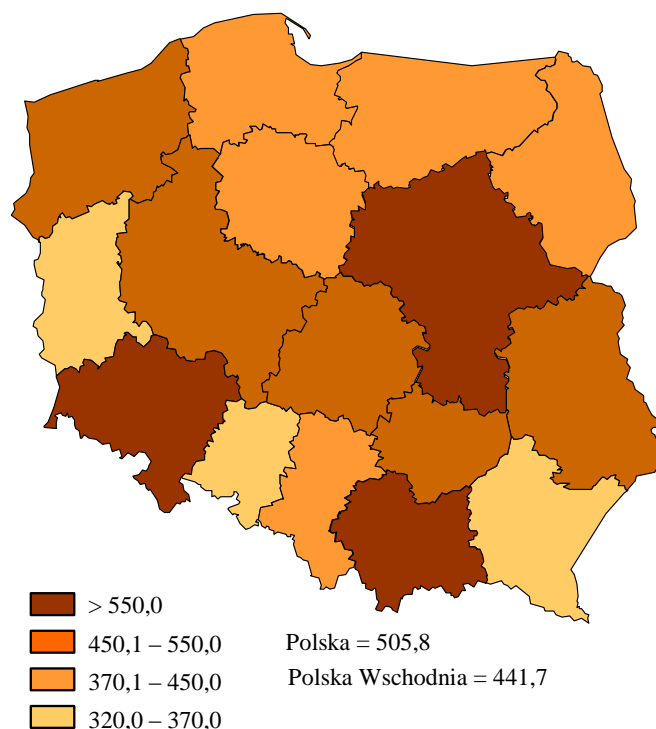 > 550,0
450,1 – 550,0
370,1 – 450,0
320,0 – 370,0
Polska = 505,8
Polska Wschodnia = 441,7